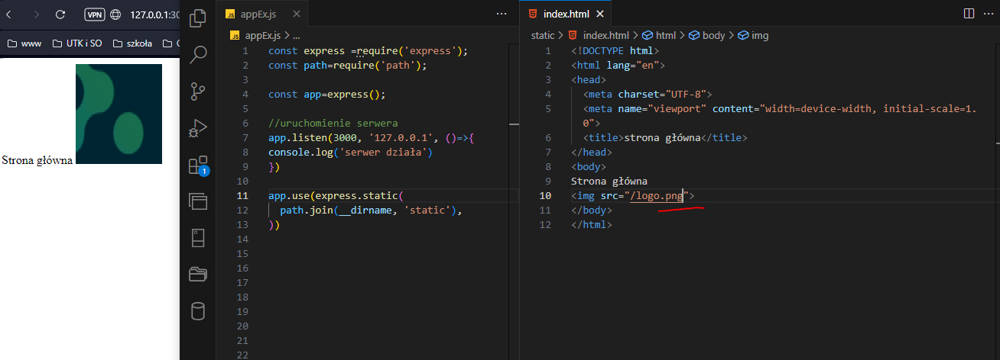 VPN
127.0.0.1:30
www
UTK i SO
szkoła
Strona główna
1
appEx.js
appEx.js > ...
1 const express =require('express');
2 const path=require('path');
3
4 const app=express();
5
6 //uruchomienie serwera
7 app.listen(3000, '127.0.0.1', ()=>{
8 console.log('serwer działa')
9 })
10
11 app.use(express.static(
12 path.join(__dirname, 'static'),
13 ))
14
15
16
17
18
19
20
21
22
index.html
static > index.html > html > body > img
1 <!DOCTYPE html>
2 <html lang="en">
3 <head>
4 <meta charset="UTF-8">
5 <meta name="viewport" content="width=device-width, initial-scale=1.
0">
6 <title>strona główna</title>
7 </head>
8 <body>
9 Strona główna
10 <img src="/logo.png">
11 </body>
12 </html>